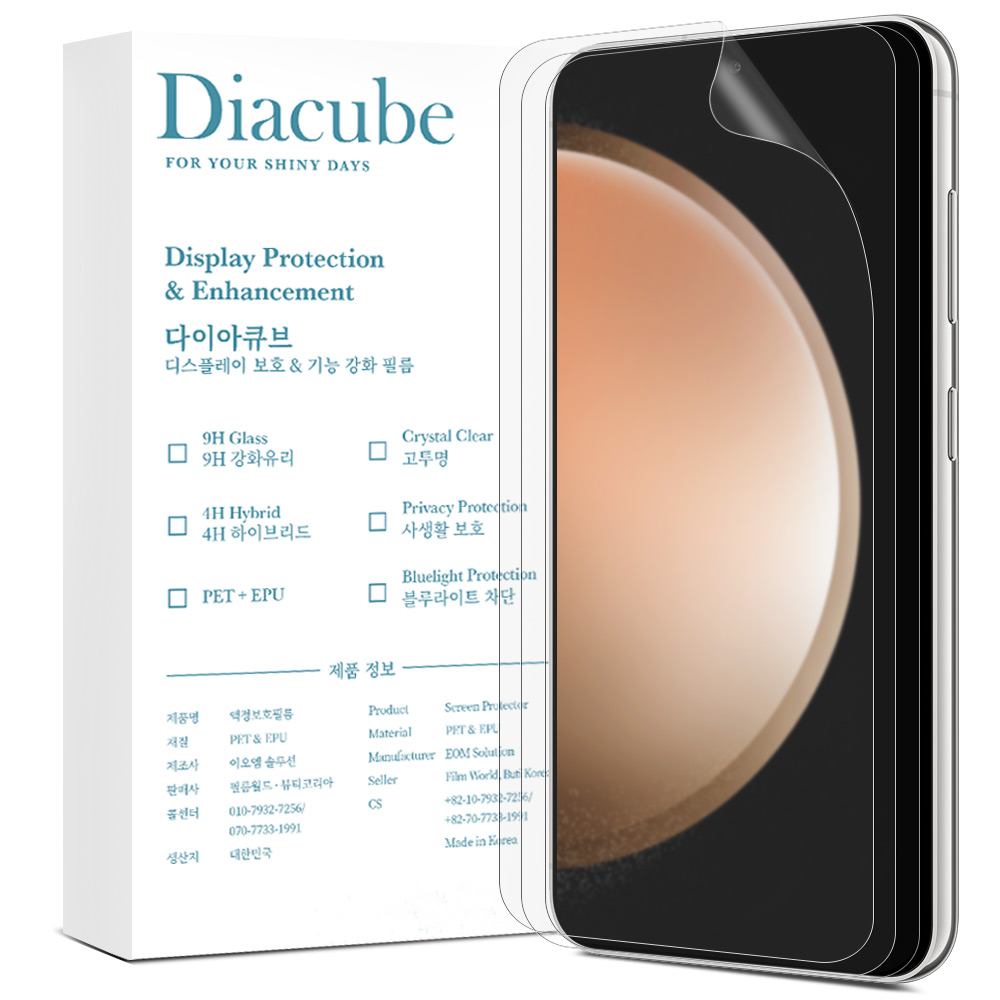 Diacube
FOR YOUR SHINY DAYS
Display Protection
& Enhancement
다이아큐브
디스플레이 보호 & 기능 강화 필름
9H Glass
9H 강화유리
Crystal Clear
고투명
4H Hybrid
4H 하이브리드
Privacy Protection
사생활 보호
PET + EPU
Bluelight Protection
블루라이트 차단
제품 정보
제품명 액정보호필름
재질 PET & EPU
제조사 이오엠 솔루션
판매사 필름월드 · 뷰티코리아
콜센터 010-7932-7256/
070-7733-1991
생산지 대한민국
Product Screen Protector
Material PET & EPU
Manufacturer EOM Solution
Seller Film World, Buti Korea
CS +82-10-7932-7256/
+82-70-7733-1991
Made in Korea